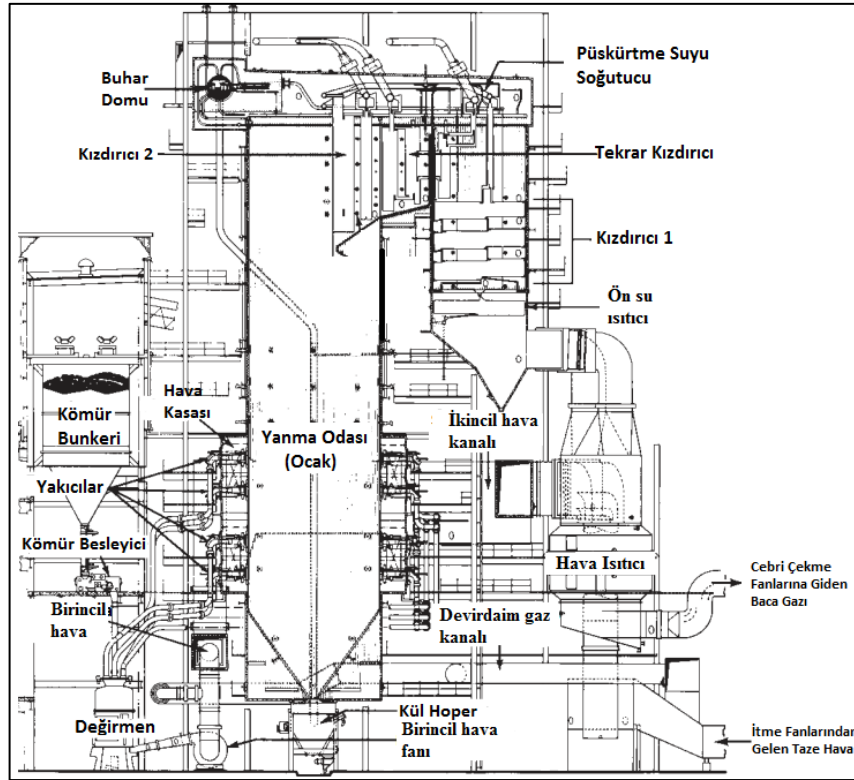 Buhar
Domu
Püskürtme Suyu
Soğutucu
Kızdırıcı 2
Tekrar Kızdırıcı
Kızdırıcı 1
Ön su
ısıtıcı
Hava
Kasası
Kömür
Bunkeri
Yanma Odası
(Ocak)
İkincil hava
kanalı
Yakıcılar
Kömür Besleyici
Hava Isıtıcı
Cebri Çekme
Fanlarına Giden
Baca Gazı
Birincil
hava
Devirdaim gaz
kanalı
Değirmen
Kül Hoper
Birincil hava
fanı
İtme Fanlarından
Gelen Taze Hava